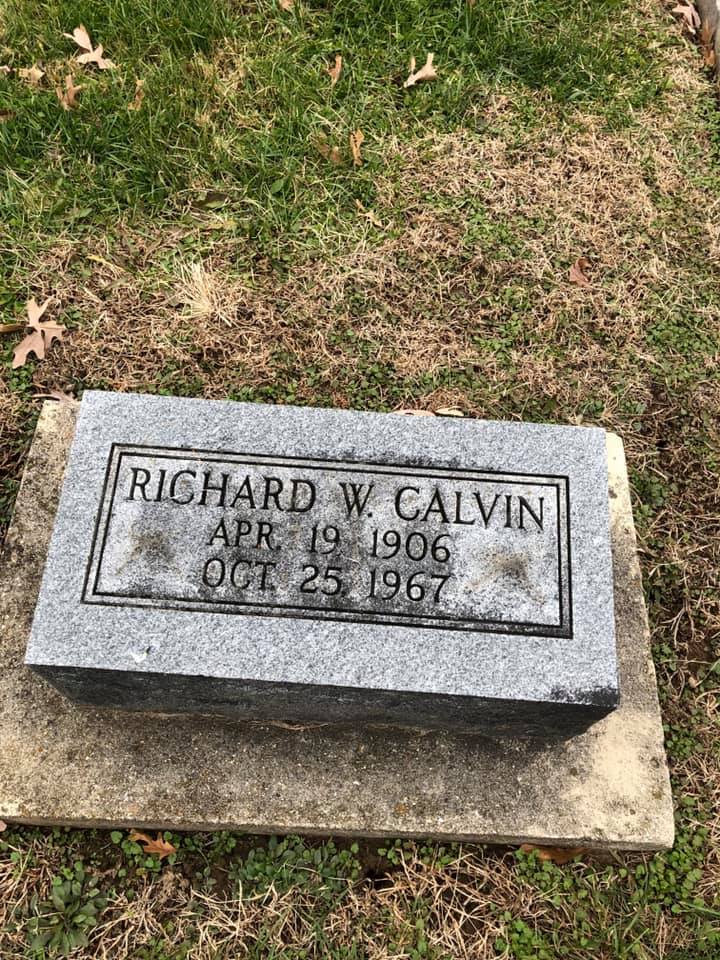 RICHARD W. CALVIN
APR. 19, 1906
OCT. 25, 1967